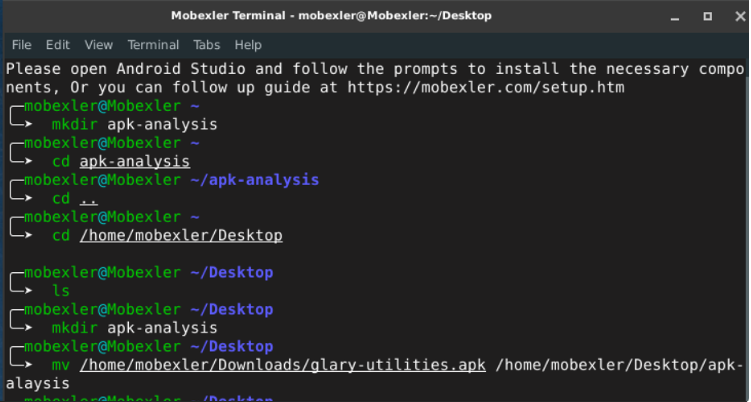 Mobexler Terminal - mobexler@Mobexler:~/Desktop
File Edit View Terminal Tabs Help
Please open Android Studio and follow the prompts to install the necessary compo
nents, Or you can follow up guide at https://mobexler.com/setup.htm
mobexler@Mobexler ~
mkdir apk-analysis
mobexler@Mobexler ~
cd apk-analysis
mobexler@Mobexler ~/apk-analysis
cd ..
mobexler@Mobexler ~
cd /home/mobexler/Desktop
mobexler@Mobexler ~/Desktop
ls
mobexler@Mobexler ~/Desktop
mkdir apk-analysis
mobexler@Mobexler ~/Desktop
mv /home/mobexler/Downloads/glary-utilities.apk /home/mobexler/Desktop/apk-
alaysis
mobexler@Mobexler ~/Desktop